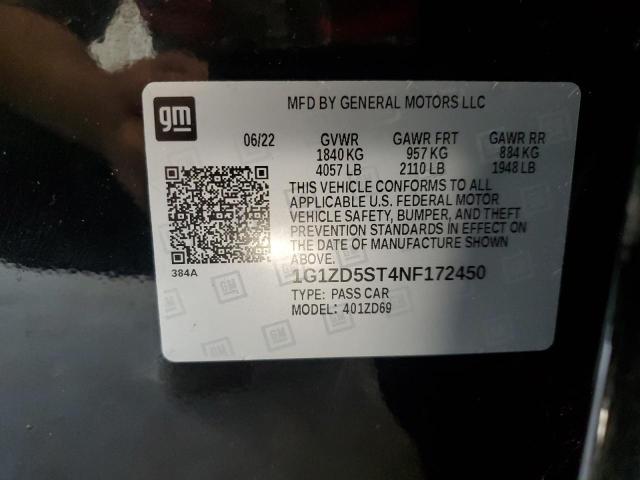 gm
MFD BY GENERAL MOTORS LLC
06/22 GVWR GAWR FRT GAWR RR
1840 KG 957 KG 884 KG
4057 LB 2110 LB 1948 LB
THIS VEHICLE CONFORMS TO ALL
APPLICABLE U.S. FEDERAL MOTOR
VEHICLE SAFETY, BUMPER, AND THEFT
PREVENTION STANDARDS IN EFFECT ON
THE DATE OF MANUFACTURE SHOWN
ABOVE.
384A
1G1ZD5ST4NF172450
TYPE: PASS CAR
MODEL: 401ZD69